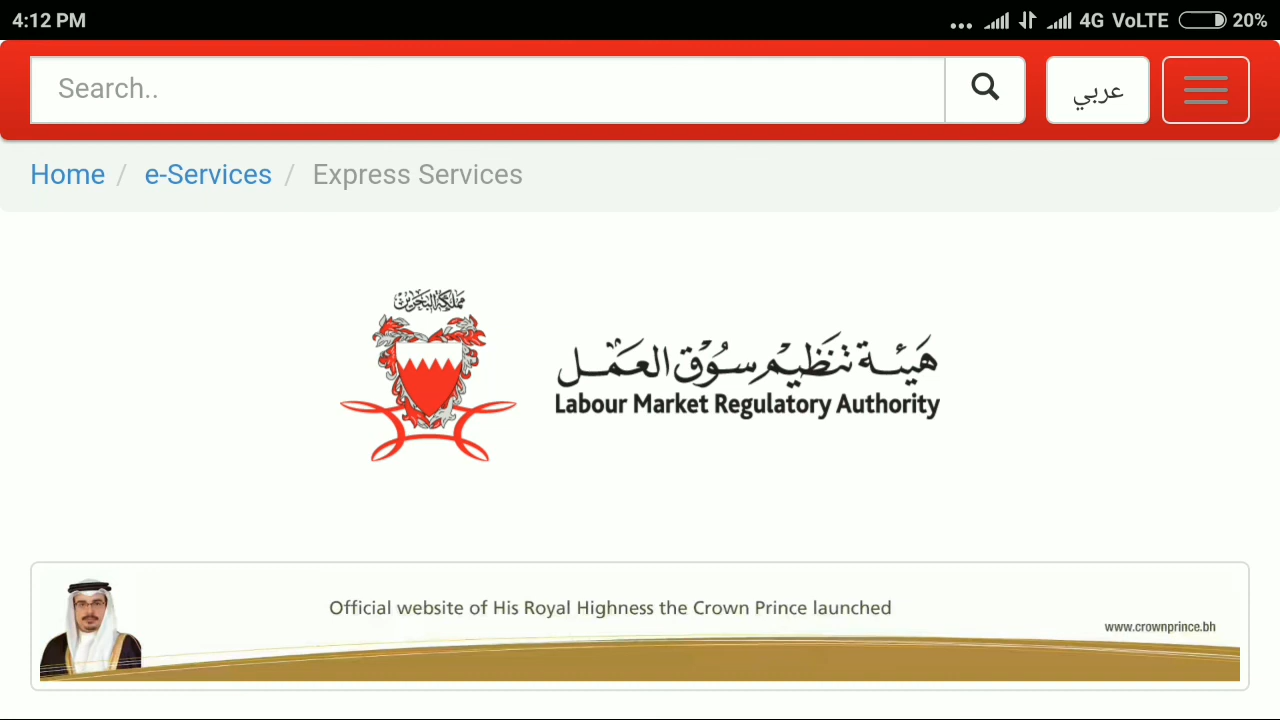 4:12 PM
... 4G VoLTE 20%
Search..
عربي
Home / e-Services / Express Services
مملكة البحرين
هيئة تنظيم سوق العمل
Labour Market Regulatory Authority
Official website of His Royal Highness the Crown Prince launched
www.crownprince.bh